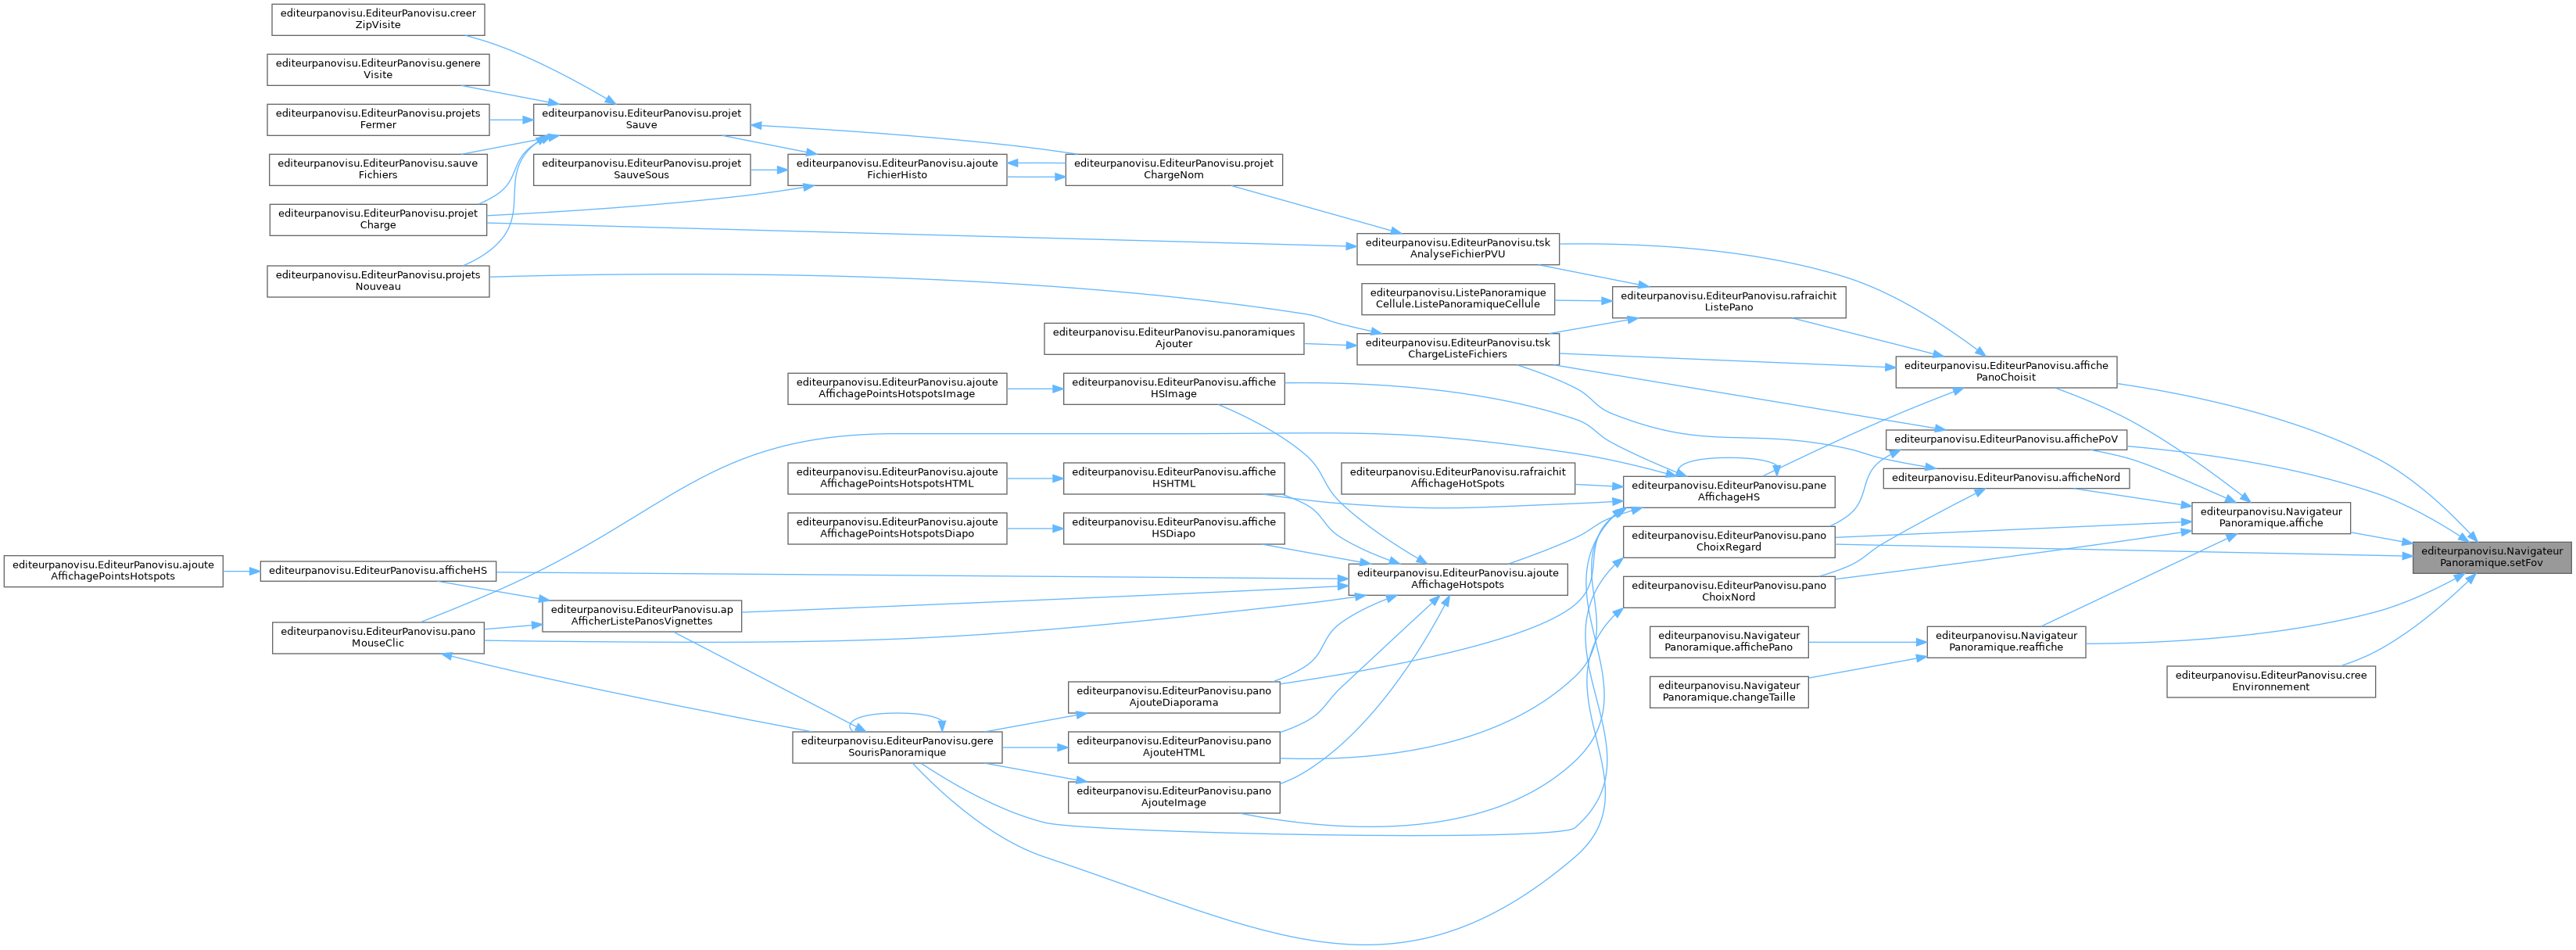 editeurpanovisu.EditeurPanovisu.creer
ZipVisite
editeurpanovisu.EditeurPanovisu.genere
Visite
editeurpanovisu.EditeurPanovisu.projets
Fermer
editeurpanovisu.EditeurPanovisu.sauve
Fichiers
editeurpanovisu.EditeurPanovisu.projet
Charge
editeurpanovisu.EditeurPanovisu.projets
Nouveau
editeurpanovisu.EditeurPanovisu.projet
Sauve
editeurpanovisu.EditeurPanovisu.projet
SauveSous
editeurpanovisu.EditeurPanovisu.ajoute
FichierHisto
editeurpanovisu.EditeurPanovisu.projet
ChargeNom
editeurpanovisu.EditeurPanovisu.tsk
AnalyseFichierPVU
editeurpanovisu.ListePanoramique
Cellule.ListePanoramiqueCellule
editeurpanovisu.EditeurPanovisu.rafraichit
ListePano
editeurpanovisu.EditeurPanovisu.panoramiques
Ajouter
editeurpanovisu.EditeurPanovisu.tsk
ChargeListeFichiers
editeurpanovisu.EditeurPanovisu.affiche
PanoChoisit
editeurpanovisu.EditeurPanovisu.ajoute
AffichagePointsHotspotsImage
editeurpanovisu.EditeurPanovisu.affiche
HSImage
editeurpanovisu.EditeurPanovisu.affichePoV
editeurpanovisu.EditeurPanovisu.ajoute
AffichagePointsHotspotsHTML
editeurpanovisu.EditeurPanovisu.affiche
HSHTML
editeurpanovisu.EditeurPanovisu.rafraichit
AffichageHotSpots
editeurpanovisu.EditeurPanovisu.pane
AffichageHS
editeurpanovisu.EditeurPanovisu.afficheNord
editeurpanovisu.EditeurPanovisu.ajoute
AffichagePointsHotspotsDiapo
editeurpanovisu.EditeurPanovisu.affiche
HSDiapo
editeurpanovisu.EditeurPanovisu.pano
ChoixRegard
editeurpanovisu.Navigateur
Panoramique.affiche
editeurpanovisu.Navigateur
Panoramique.setFov
editeurpanovisu.EditeurPanovisu.ajoute
AffichagePointsHotspots
editeurpanovisu.EditeurPanovisu.afficheHS
editeurpanovisu.EditeurPanovisu.ajoute
AffichageHotspots
editeurpanovisu.EditeurPanovisu.pano
ChoixNord
editeurpanovisu.EditeurPanovisu.ap
AfficherListePanosVignettes
editeurpanovisu.EditeurPanovisu.pano
MouseClic
editeurpanovisu.Navigateur
Panoramique.affichePano
editeurpanovisu.Navigateur
Panoramique.reaffiche
editeurpanovisu.Navigateur
Panoramique.changeTaille
editeurpanovisu.EditeurPanovisu.cree
Environnement
editeurpanovisu.EditeurPanovisu.pano
AjouteDiaporama
editeurpanovisu.EditeurPanovisu.gere
SourisPanoramique
editeurpanovisu.EditeurPanovisu.pano
AjouteHTML
editeurpanovisu.EditeurPanovisu.pano
AjouteImage